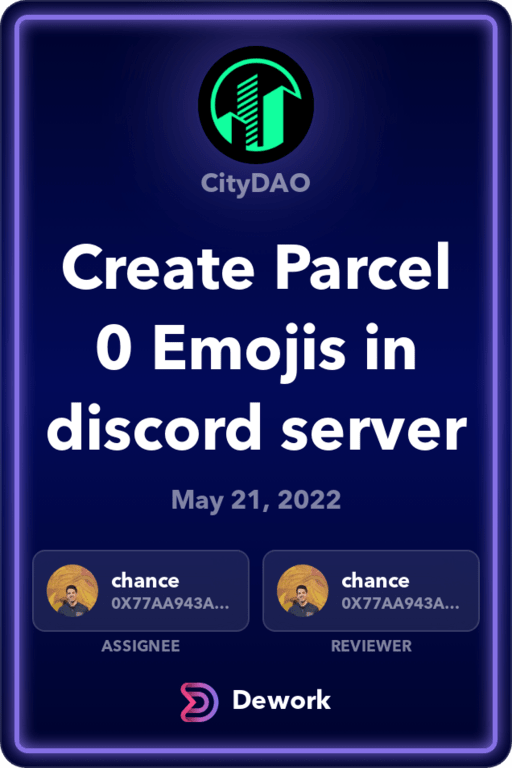 CityDAO
Create Parcel
0 Emojis in
discord server
May 21, 2022
chance
0X77AA943A...
ASSIGNEE
chance
0X77AA943A...
REVIEWER
Dework